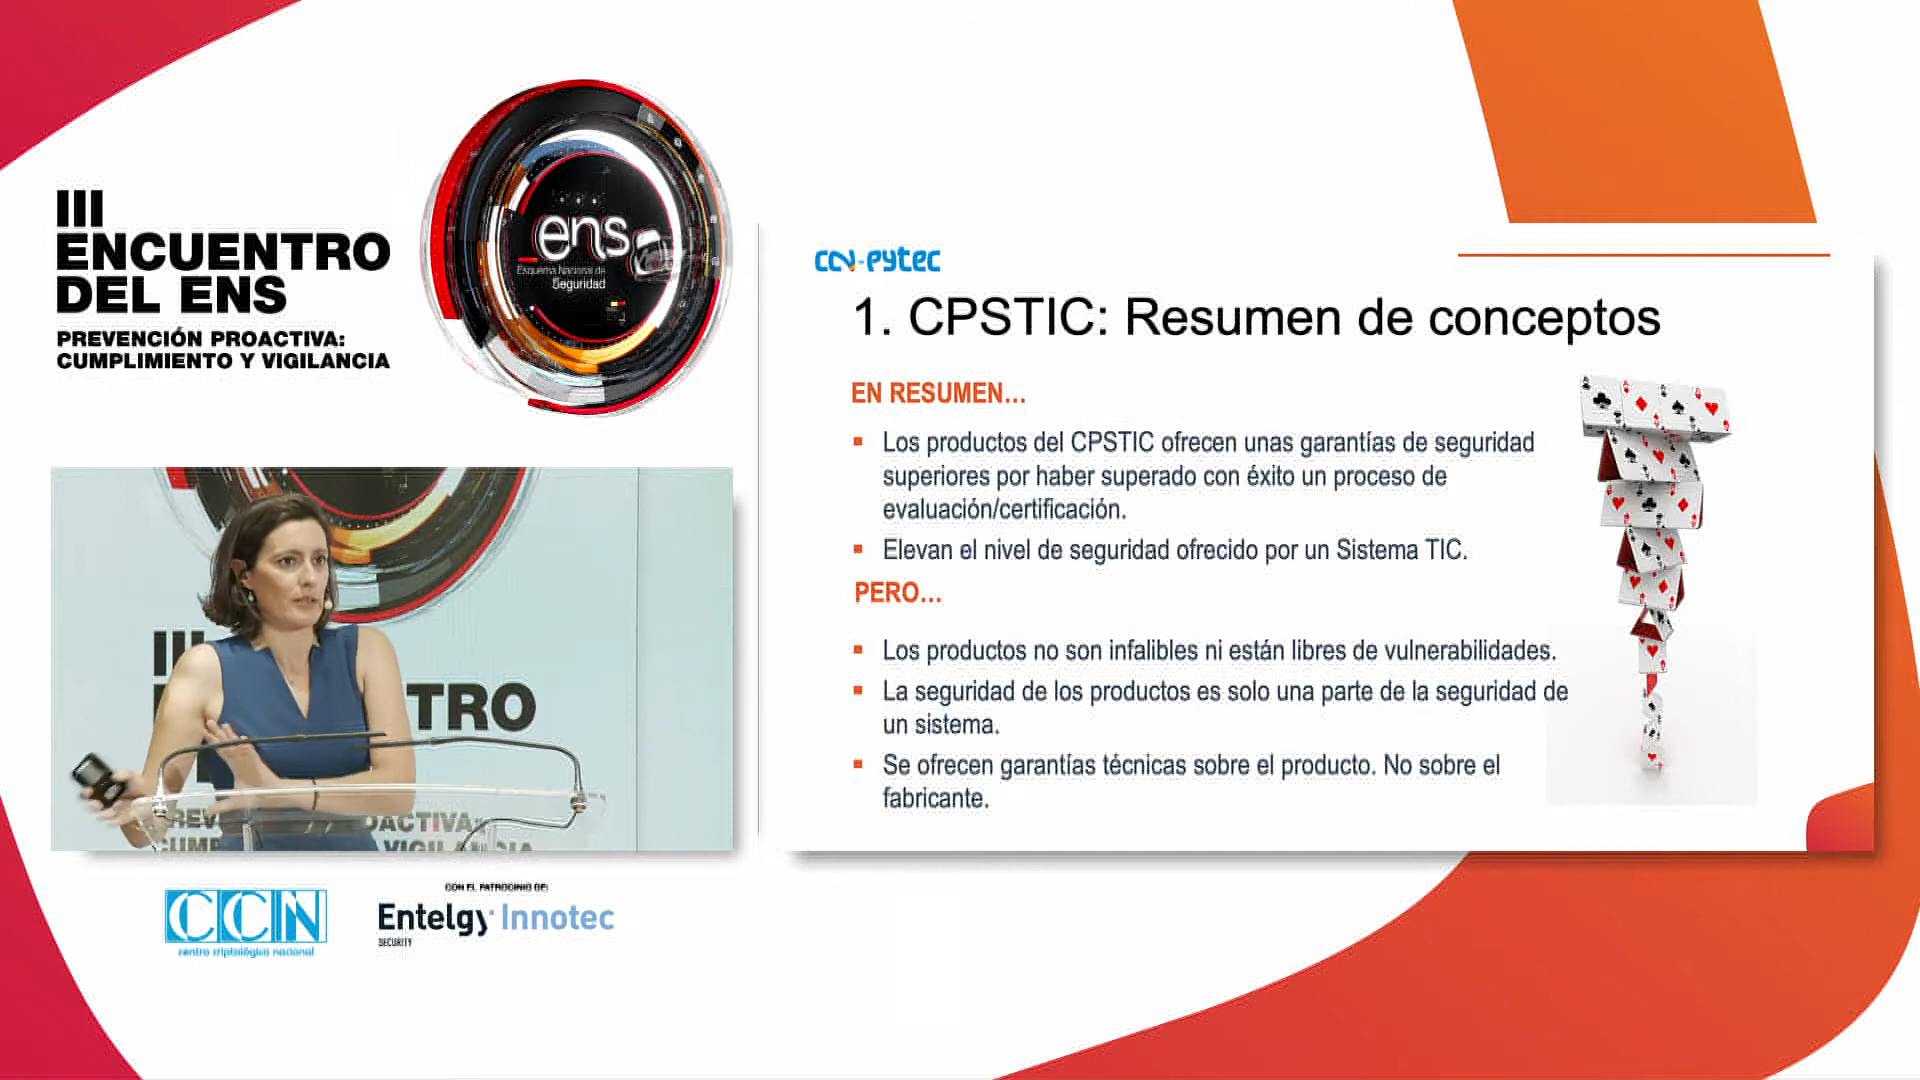 III
ENCUENTRO
DEL ENS
PREVENCIÓN PROACTIVA:
CUMPLIMIENTO Y VIGILANCIA
ens
Esquema Nacional de
Seguridad
III
TRO
PREV
OACTIVA:
CUMP
VIGILANCIA
CCN
centro criptológico nacional
CON EL PATROCINIO DE:
Entelgy Innotec
SECURITY
CCN-PYTEC
1. CPSTIC: Resumen de conceptos
EN RESUMEN...
▪ Los productos del CPSTIC ofrecen unas garantías de seguridad
superiores por haber superado con éxito un proceso de
evaluación/certificación.
▪ Elevan el nivel de seguridad ofrecido por un Sistema TIC.
PERO...
▪ Los productos no son infalibles ni están libres de vulnerabilidades.
▪ La seguridad de los productos es solo una parte de la seguridad de
un sistema.
▪ Se ofrecen garantías técnicas sobre el producto. No sobre el
fabricante.